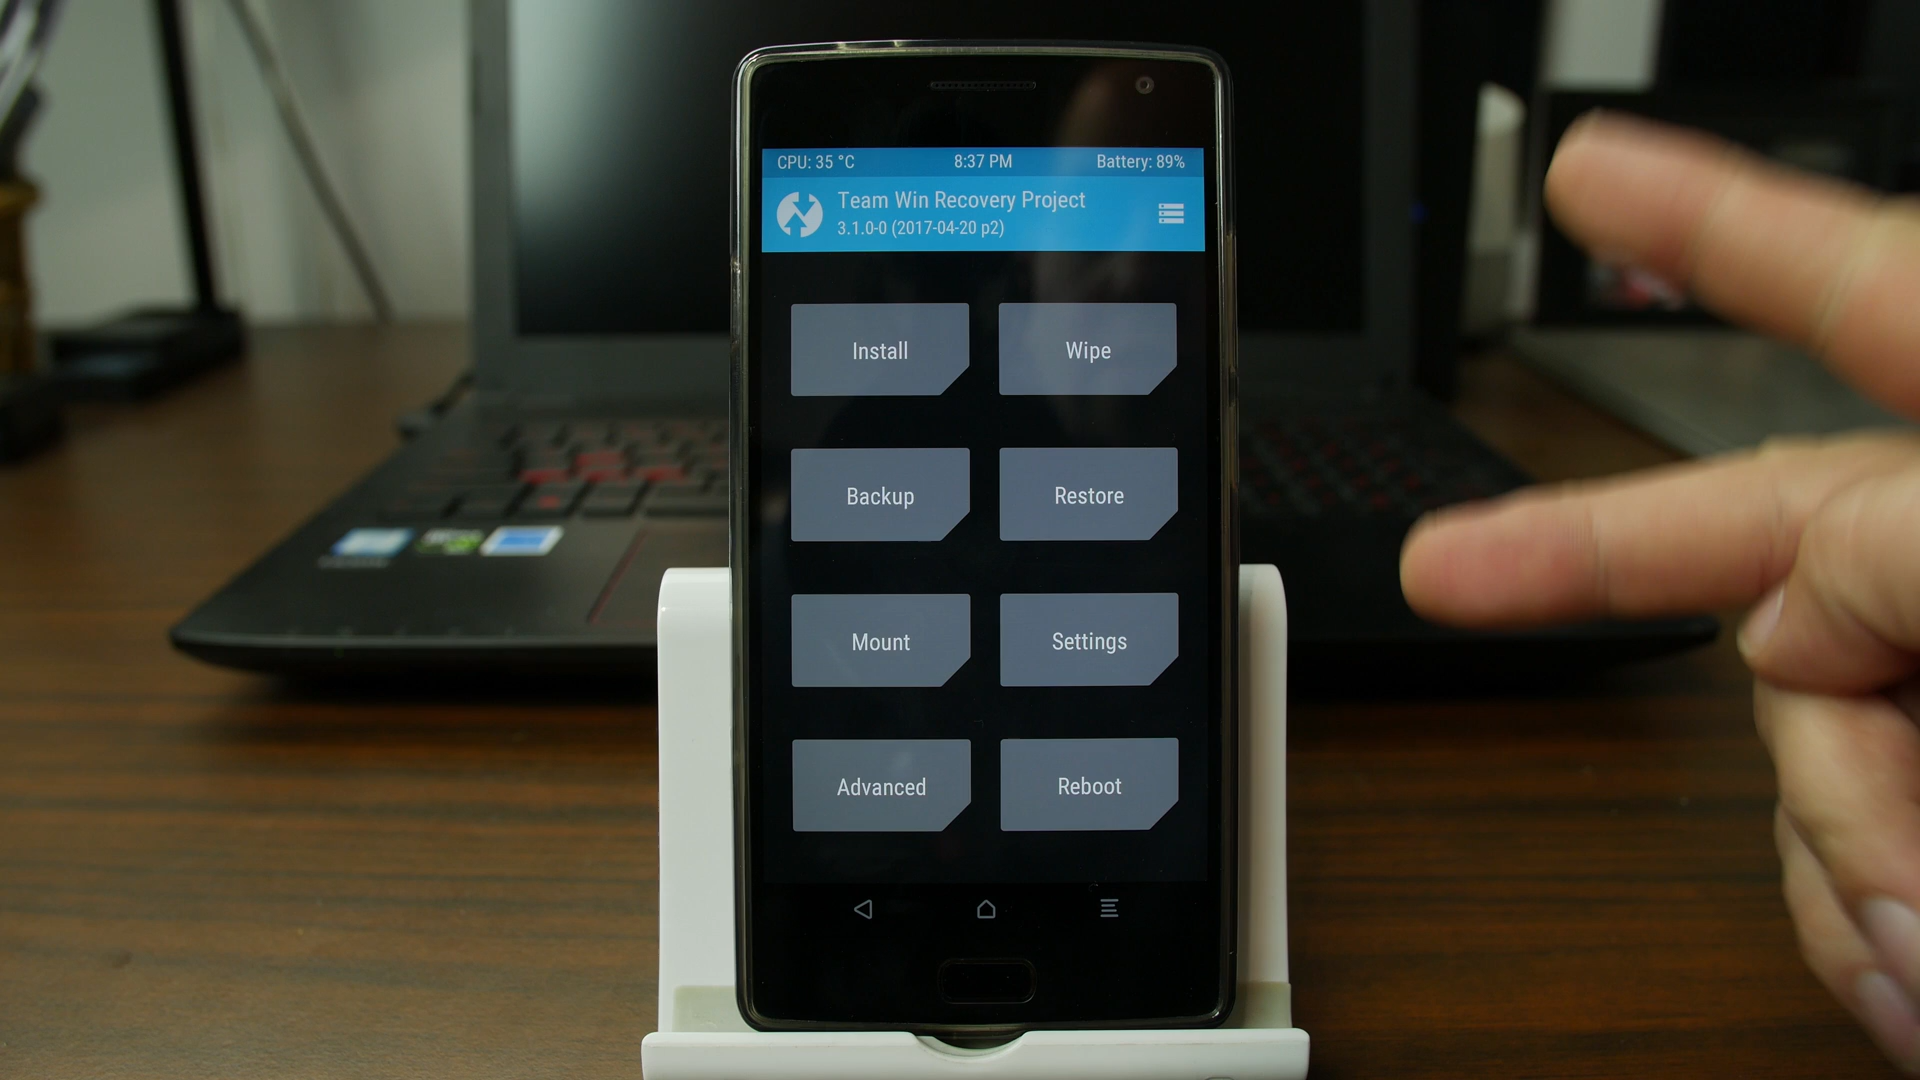 CPU: 35 °C 8:37 PM Battery: 89%
Team Win Recovery Project
3.1.0-0 (2017-04-20 p2)
Install Wipe
Backup Restore
Mount Settings
Advanced Reboot